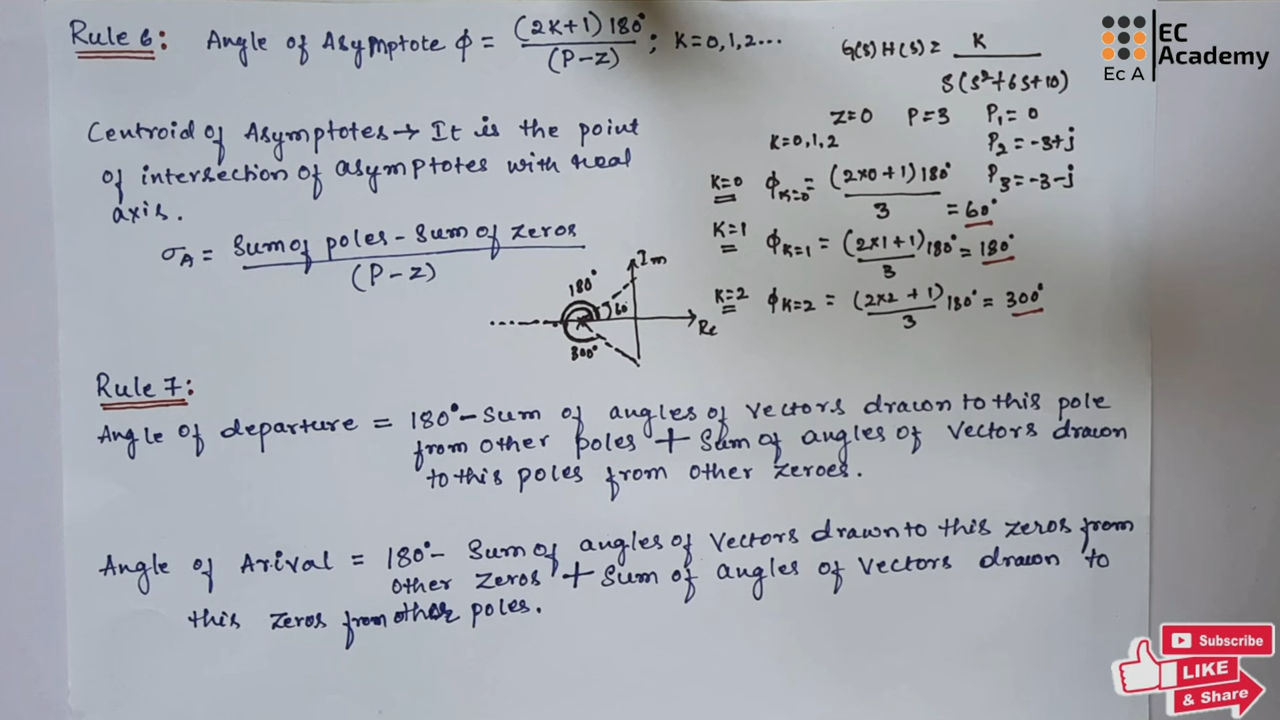 Rule 6: Angle of Asymptote ϕ = (2K+1) 180° / (P-Z) ; K=0,1,2...
Centroid of Asymptotes → It is the point
of intersection of asymptotes with real
axis.
σA = Sum of poles - Sum of zeros / (P-Z)
G(s) H(s) = K / S(s²+6s+10)
Z=0 P=3 P₁ = 0
K=0,1,2 P₂ = -3+j
P₃ = -3-j
K=0 ϕK=0 = (2x0+1) 180° / 3 = 60°
K=1 ϕK=1 = (2x1+1) 180° / 3 = 180°
K=2 ϕK=2 = (2x2+1) 180° / 3 = 300°
Im
180°
60°
Re
300°
Rule 7:
Angle of departure = 180° - Sum of angles of vectors drawn to this pole
from other poles + Sum of angles of vectors drawn
to this poles from other zeroes.
Angle of Arival = 180° - Sum of angles of vectors drawn to this zeros from
other zeros + Sum of angles of vectors drawn to
this zeros from other poles.
EC
Academy
Ec A
Subscribe
LIKE
& Share